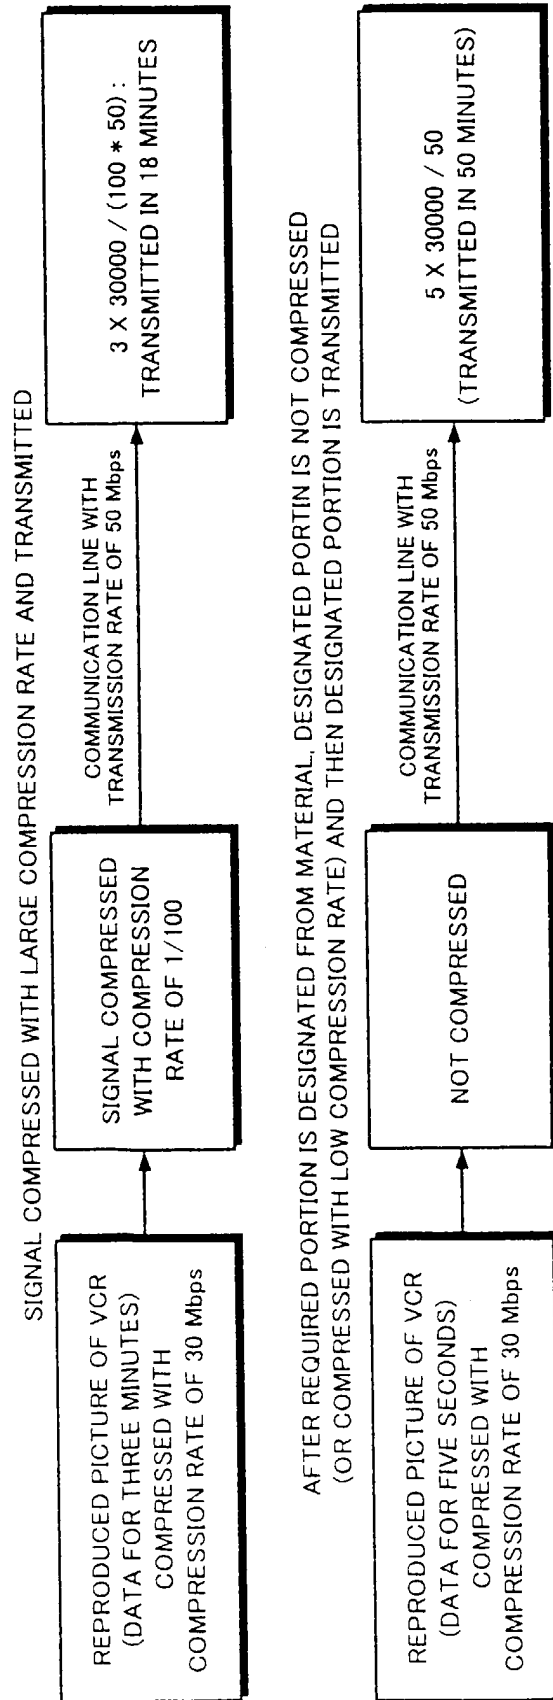 SIGNAL COMPRESSED WITH LARGE COMPRESSION RATE AND TRANSMITTED
REPRODUCED PICTURE OF VCR
(DATA FOR THREE MINUTES)
COMPRESSED WITH
COMPRESSION RATE OF 30 Mbps
SIGNAL COMPRESSED
WITH COMPRESSION
RATE OF 1/100
COMMUNICATION LINE WITH
TRANSMISSION RATE OF 50 Mbps
3 X 30000 / (100 * 50) :
TRANSMITTED IN 18 MINUTES
AFTER REQUIRED PORTION IS DESIGNATED FROM MATERIAL, DESIGNATED PORTIN IS NOT COMPRESSED
(OR COMPRESSED WITH LOW COMPRESSION RATE) AND THEN DESIGNATED PORTION IS TRANSMITTED
REPRODUCED PICTURE OF VCR
(DATA FOR FIVE SECONDS)
COMPRESSED WITH
COMPRESSION RATE OF 30 Mbps
NOT COMPRESSED
COMMUNICATION LINE WITH
TRANSMISSION RATE OF 50 Mbps
5 X 30000 / 50
(TRANSMITTED IN 50 MINUTES)